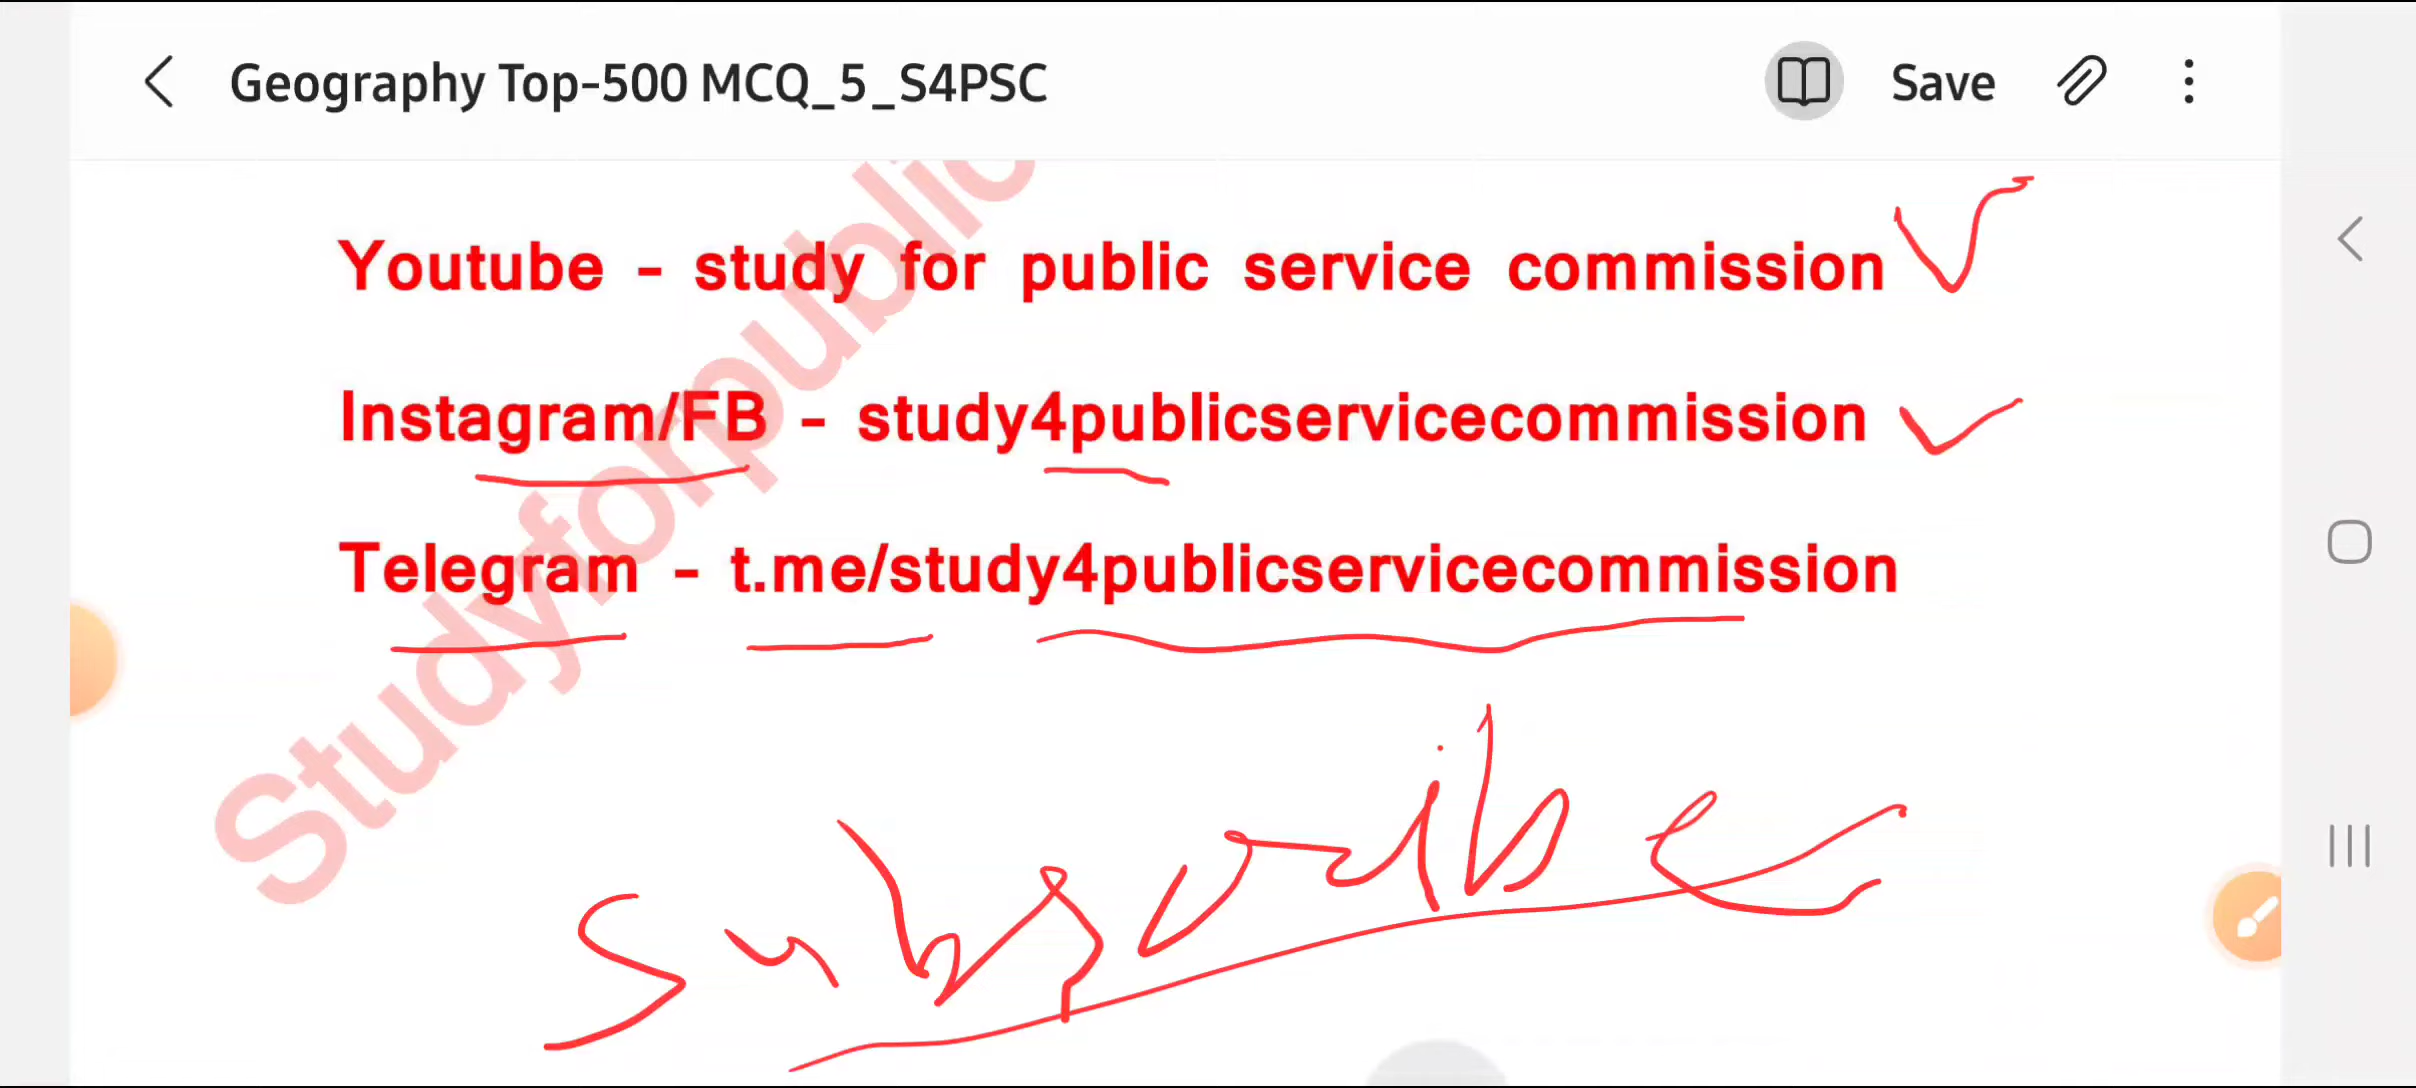 Geography Top-500 MCQ_5_S4PSC Save
Youtube - study for public service commission
Instagram/FB - study4publicservicecommission
Telegram - t.me/study4publicservicecommission
Studyforpublic
Subscribe